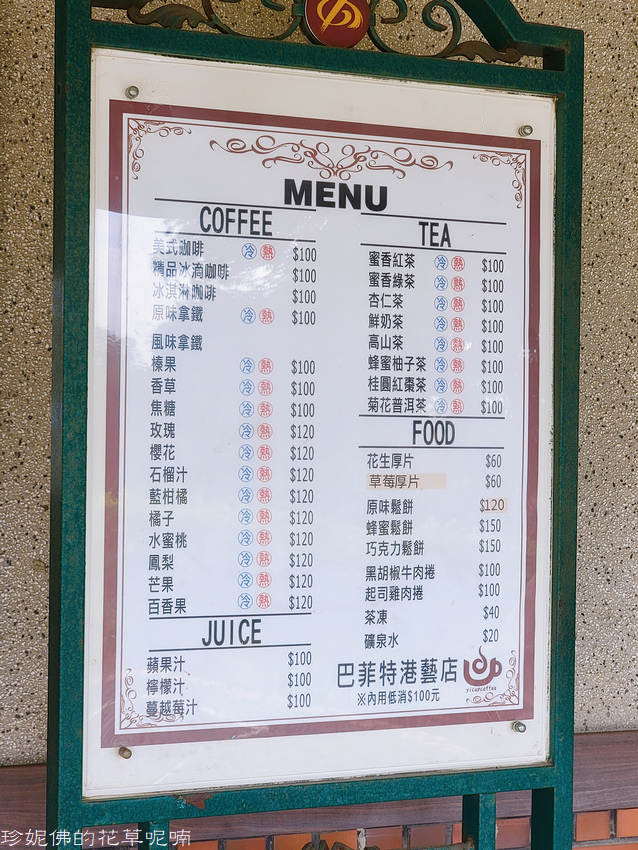 MENU
COFFEE
美式咖啡 冷 熱 $100
精品冰滴咖啡 $100
冰淇淋咖啡 $100
原味拿鐵 冷 熱 $100
風味拿鐵
榛果 冷 熱 $100
香草 冷 熱 $100
焦糖 冷 熱 $100
玫瑰 冷 熱 $120
櫻花 冷 熱 $120
石榴汁 冷 熱 $120
藍柑橘 冷 熱 $120
橘子 冷 熱 $120
水蜜桃 冷 熱 $120
鳳梨 冷 熱 $120
芒果 冷 熱 $120
百香果 冷 熱 $120
JUICE
蘋果汁 $100
檸檬汁 $100
蔓越莓汁 $100
TEA
蜜香紅茶 冷 熱 $100
蜜香綠茶 冷 熱 $100
杏仁茶 冷 熱 $100
鮮奶茶 冷 熱 $100
高山茶 冷 熱 $100
蜂蜜柚子茶 冷 熱 $100
桂圓紅棗茶 冷 熱 $100
菊花普洱茶 冷 熱 $100
FOOD
花生厚片 $60
草莓厚片 $60
原味鬆餅 $120
蜂蜜鬆餅 $150
巧克力鬆餅 $150
黑胡椒牛肉捲 $100
起司雞肉捲 $100
茶凍 $40
礦泉水 $20
巴菲特港藝店
※內用低消$100元
珍妮佛的花草呢喃